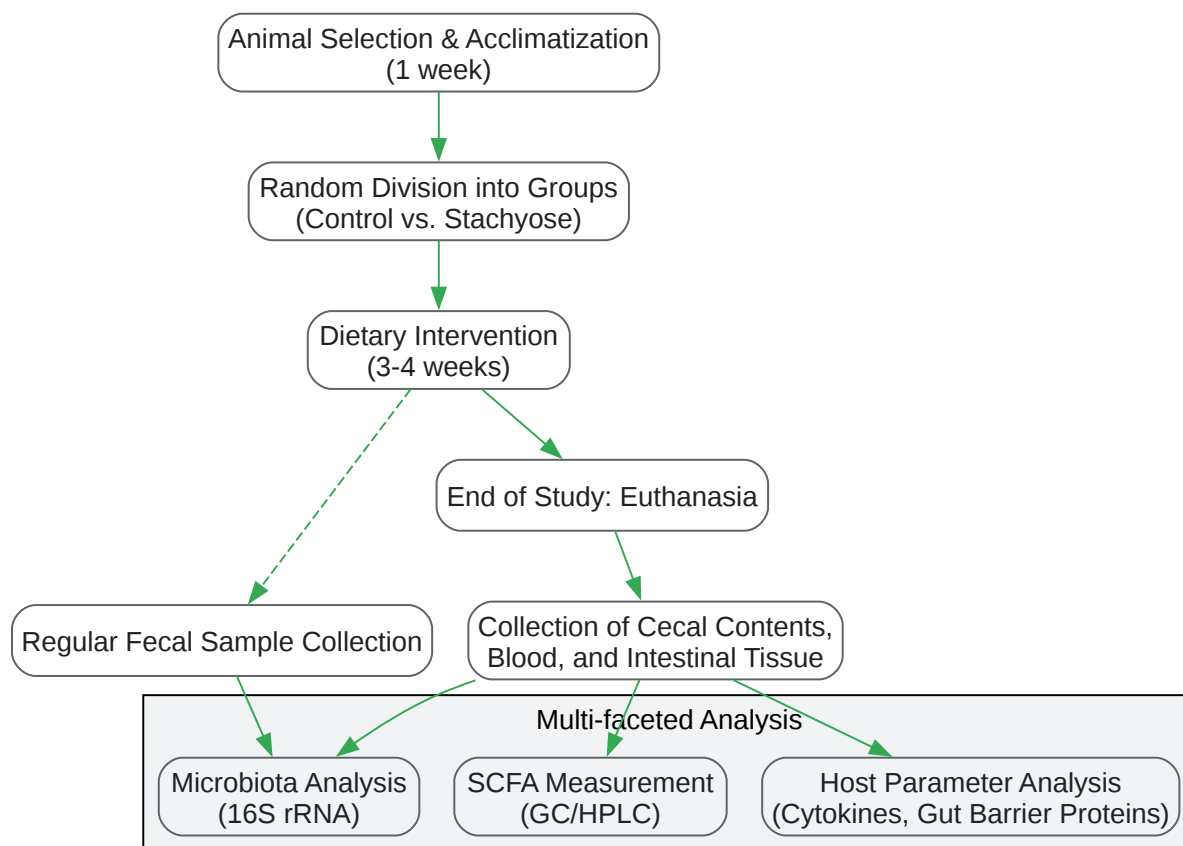 Animal Selection & Acclimatization
(1 week)
Random Division into Groups
(Control vs. Stachyose)
Dietary Intervention
(3-4 weeks)
End of Study: Euthanasia
Regular Fecal Sample Collection
Collection of Cecal Contents,
Blood, and Intestinal Tissue
Multi-faceted Analysis
Microbiota Analysis
(16S rRNA)
SCFA Measurement
(GC/HPLC)
Host Parameter Analysis
(Cytokines, Gut Barrier Proteins)